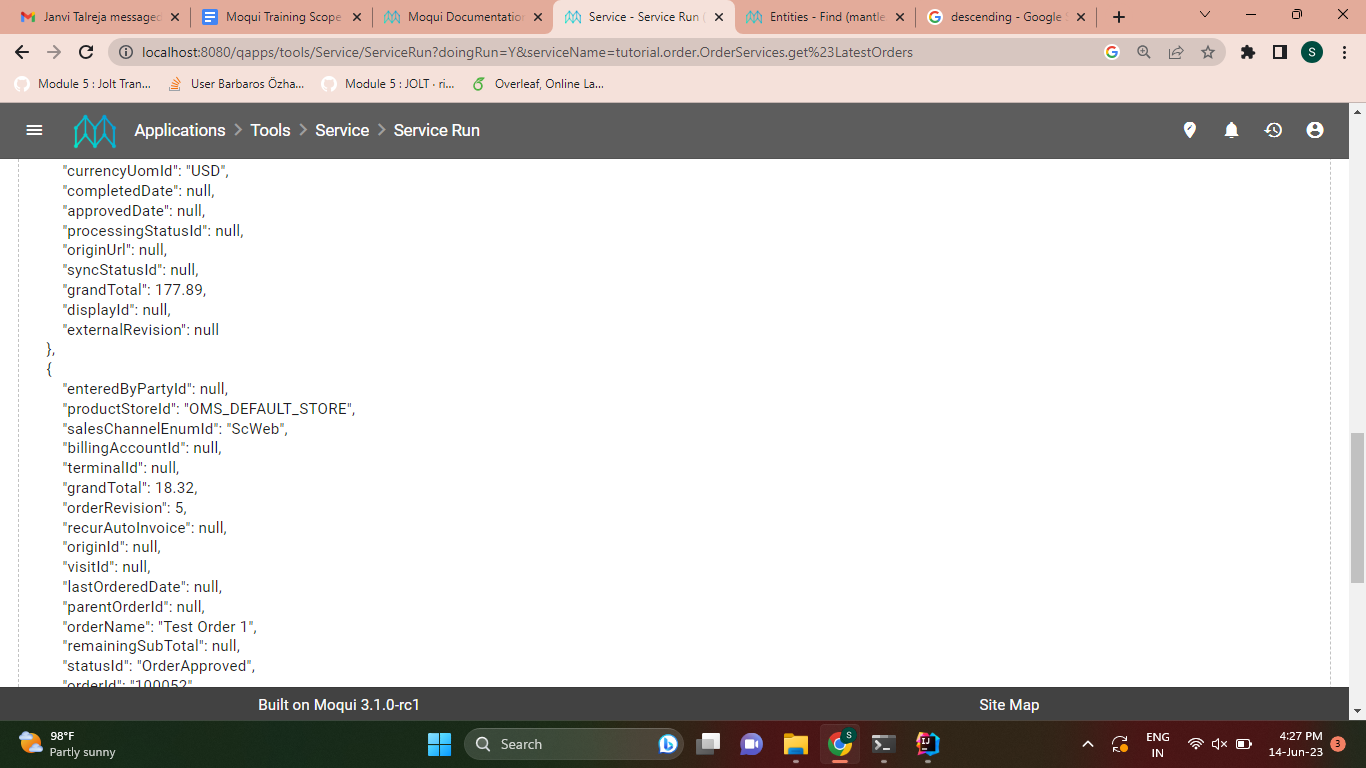 Janvi Talreja messaged
Moqui Training Scope
Moqui Documentation
Service - Service Run (
Entities - Find (mantle
descending - Google S
localhost:8080/qapps/tools/Service/ServiceRun?doingRun=Y&serviceName=tutorial.order.OrderServices.get%23LatestOrders
S
Module 5 : Jolt Tran...
User Barbaros Özha...
Module 5 : JOLT · ri...
Overleaf, Online La...
Applications > Tools > Service > Service Run
"currencyUomId": "USD",
"completedDate": null,
"approvedDate": null,
"processingStatusId": null,
"originUrl": null,
"syncStatusId": null,
"grandTotal": 177.89,
"displayId": null,
"externalRevision": null
},
{
"enteredByPartyId": null,
"productStoreId": "OMS_DEFAULT_STORE",
"salesChannelEnumId": "ScWeb",
"billingAccountId": null,
"terminalId": null,
"grandTotal": 18.32,
"orderRevision": 5,
"recurAutoInvoice": null,
"originId": null,
"visitId": null,
"lastOrderedDate": null,
"parentOrderId": null,
"orderName": "Test Order 1",
"remainingSubTotal": null,
"statusId": "OrderApproved",
"orderId": "100052"
Built on Moqui 3.1.0-rc1
Site Map
98°F
Partly sunny
Search
S
ENG
IN
4:27 PM
14-Jun-23
3